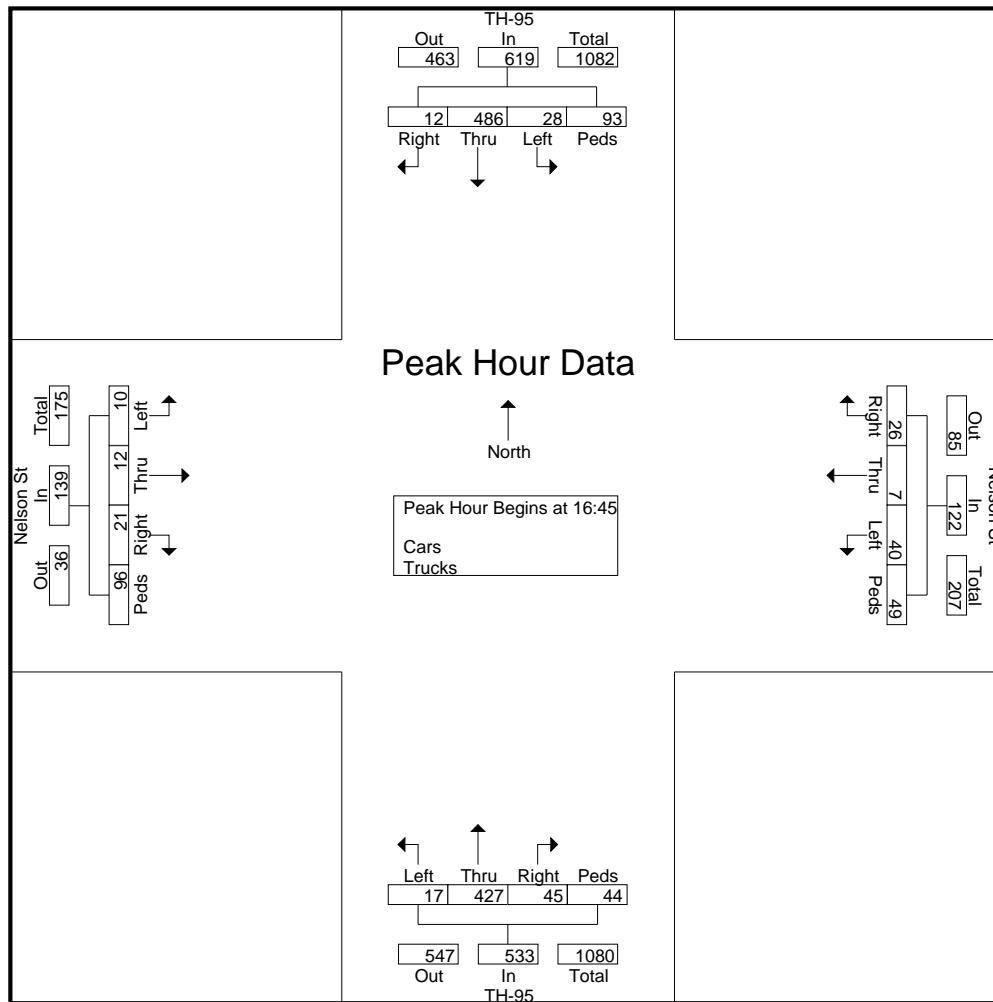 TH-95
Out In Total
463 619 1082
12 486 28 93
Right Thru Left Peds
Peak Hour Data
North
Peak Hour Begins at 16:45
Cars
Trucks
Nelson St
Total In Out
175 139 36
10 12 21 96
Left Thru Right Peds
Right Thru Left Peds
26 7 40 49
85 122 207
Out In Total
Nelson St
Left Thru Right Peds
17 427 45 44
547 533 1080
Out In Total
TH-95